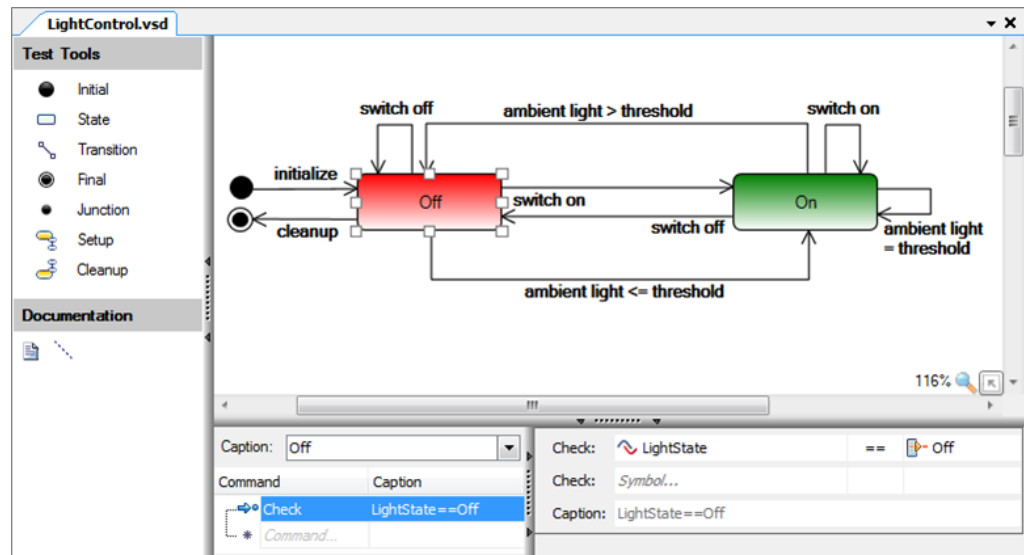 LightControl.vsd
Test Tools
Initial
State
Transition
Final
Junction
Setup
Cleanup
Documentation
switch off
ambient light > threshold
switch on
initialize
Off
switch on
On
cleanup
switch off
ambient light
= threshold
ambient light <= threshold
116%
Caption: Off
Command Caption
Check LightState==Off
Command...
Check: LightState == Off
Check: Symbol...
Caption: LightState==Off